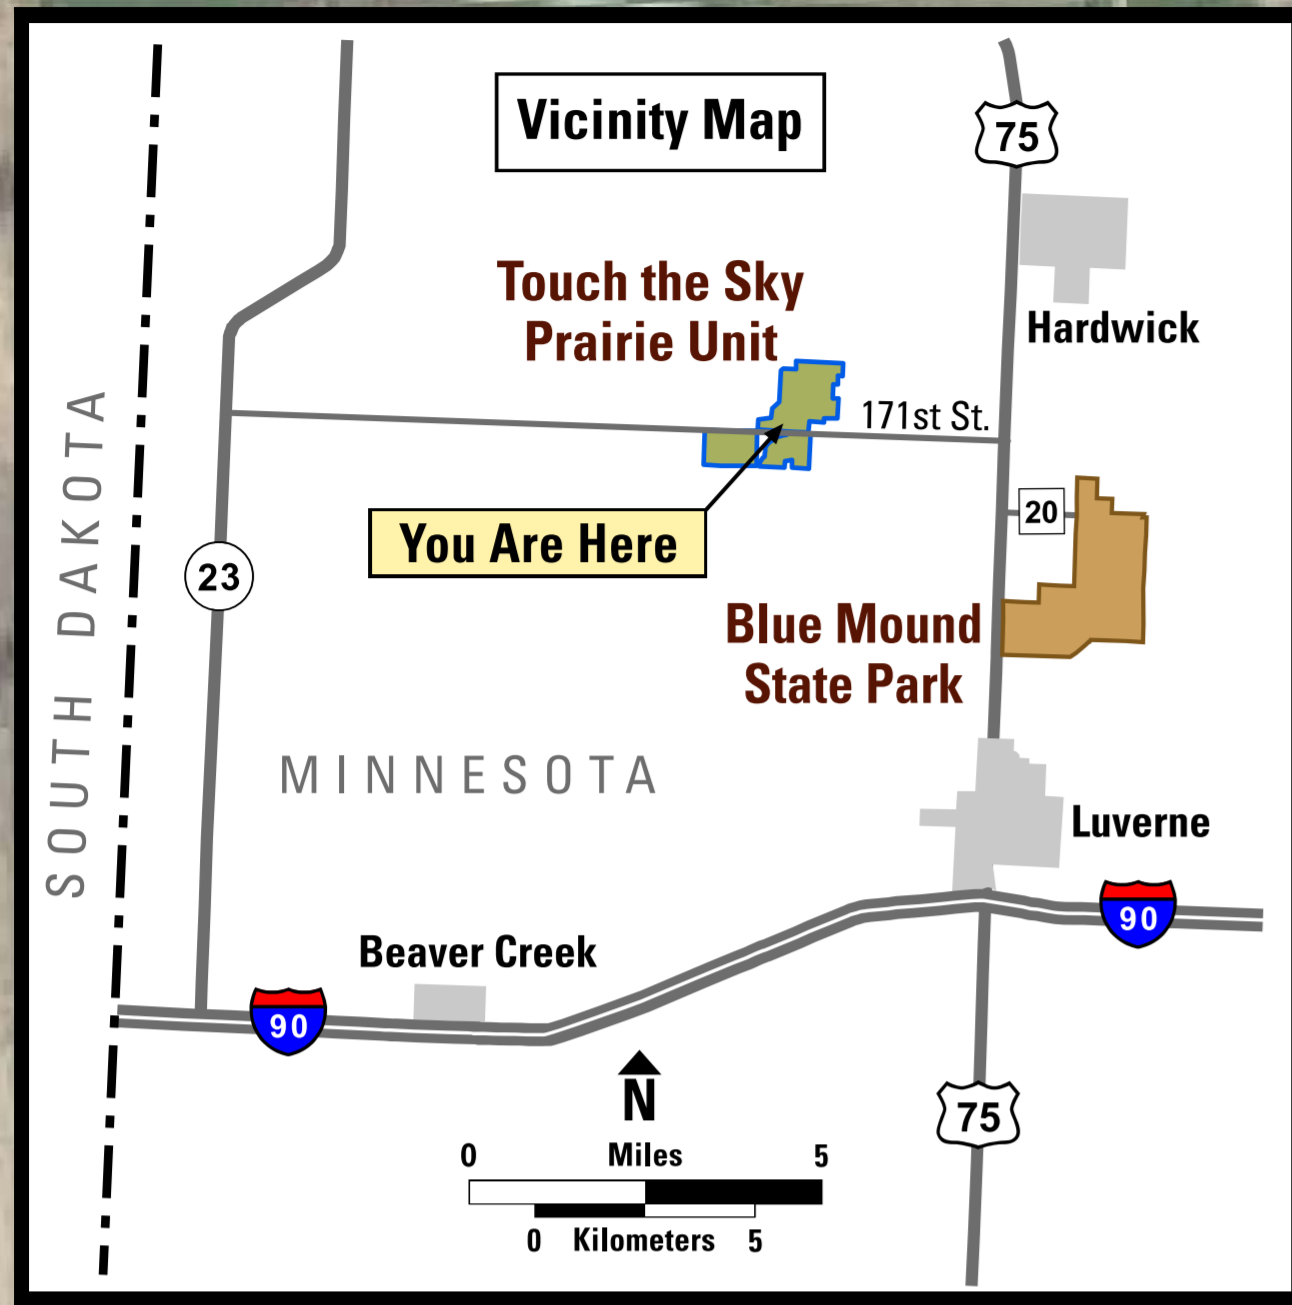 Vicinity Map
75
Touch the Sky
Prairie Unit
Hardwick
171st St.
20
You Are Here
23
SOUTH DAKOTA
Blue Mound
State Park
MINNESOTA
Luverne
90
Beaver Creek
90
N
75
0 Miles 5
0 Kilometers 5